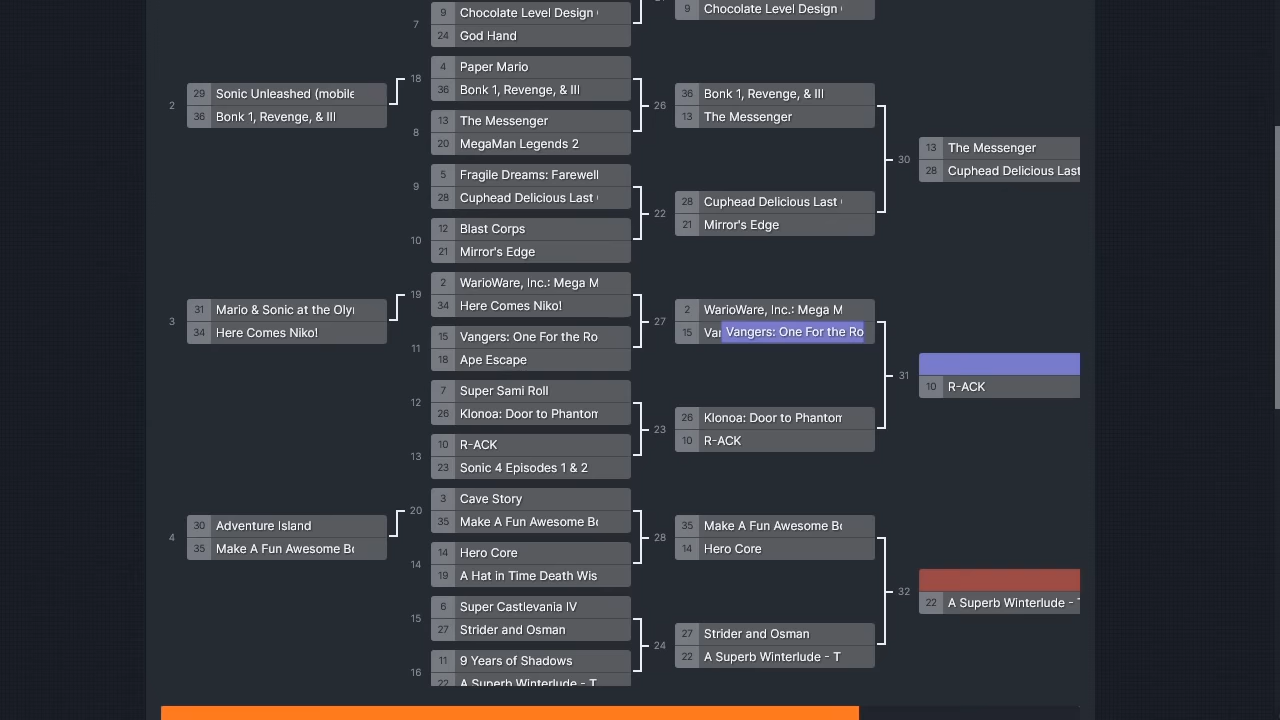 9 Chocolate Level Design
7
24 God Hand
9 Chocolate Level Design
4 Paper Mario
18
36 Bonk 1, Revenge, & III
2
29 Sonic Unleashed (mobile
36 Bonk 1, Revenge, & III
13 The Messenger
8
20 MegaMan Legends 2
26
36 Bonk 1, Revenge, & III
13 The Messenger
5 Fragile Dreams: Farewell
9
28 Cuphead Delicious Last
12 Blast Corps
10
21 Mirror's Edge
22
28 Cuphead Delicious Last
21 Mirror's Edge
30
13 The Messenger
28 Cuphead Delicious Last
3
31 Mario & Sonic at the Oly
34 Here Comes Niko!
2 WarioWare, Inc.: Mega M
19
34 Here Comes Niko!
15 Vangers: One For the Ro
11
18 Ape Escape
27
2 WarioWare, Inc.: Mega M
15 Van Vangers: One For the Ro
7 Super Sami Roll
12
26 Klonoa: Door to Phantom
10 R-ACK
13
23 Sonic 4 Episodes 1 & 2
23
26 Klonoa: Door to Phantom
10 R-ACK
31
10 R-ACK
4
30 Adventure Island
35 Make A Fun Awesome Bo
3 Cave Story
20
35 Make A Fun Awesome Bo
14 Hero Core
14
19 A Hat in Time Death Wis
28
35 Make A Fun Awesome Bo
14 Hero Core
6 Super Castlevania IV
15
27 Strider and Osman
11 9 Years of Shadows
16
22 A Superb Winterlude - T
24
27 Strider and Osman
22 A Superb Winterlude - T
32
22 A Superb Winterlude - T